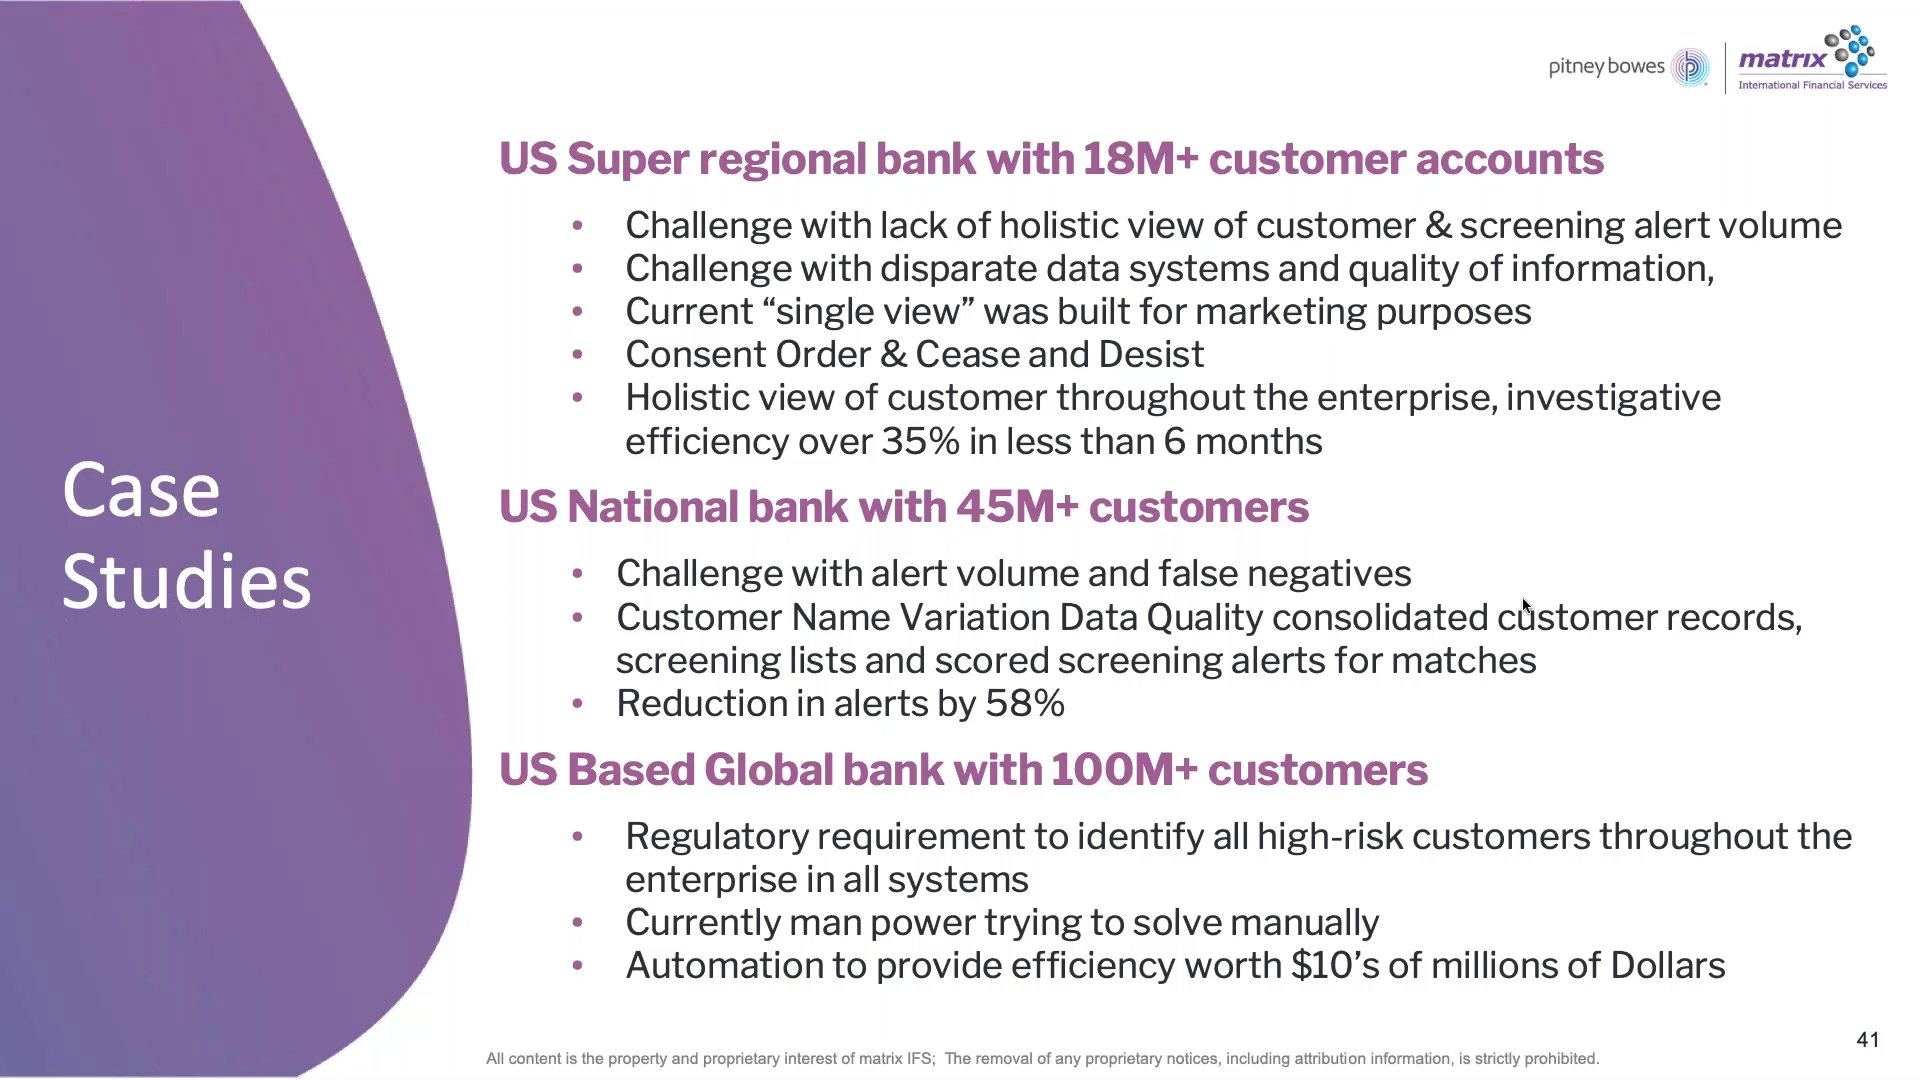 pitney bowes
matrix
International Financial Services
US Super regional bank with 18M+ customer accounts
• Challenge with lack of holistic view of customer & screening alert volume
• Challenge with disparate data systems and quality of information,
• Current “single view” was built for marketing purposes
• Consent Order & Cease and Desist
• Holistic view of customer throughout the enterprise, investigative
efficiency over 35% in less than 6 months
Case
Studies
US National bank with 45M+ customers
• Challenge with alert volume and false negatives
• Customer Name Variation Data Quality consolidated customer records,
screening lists and scored screening alerts for matches
• Reduction in alerts by 58%
US Based Global bank with 100M+ customers
• Regulatory requirement to identify all high-risk customers throughout the
enterprise in all systems
• Currently man power trying to solve manually
• Automation to provide efficiency worth $10’s of millions of Dollars
41
All content is the property and proprietary interest of matrix IFS; The removal of any proprietary notices, including attribution information, is strictly prohibited.